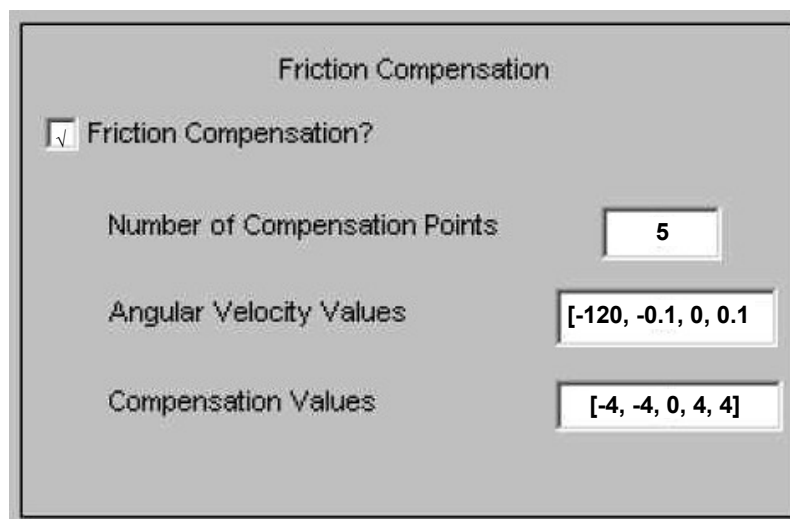 Friction Compensation
√ Friction Compensation?
Number of Compensation Points 5
Angular Velocity Values [-120, -0.1, 0, 0.1
Compensation Values [-4, -4, 0, 4, 4]